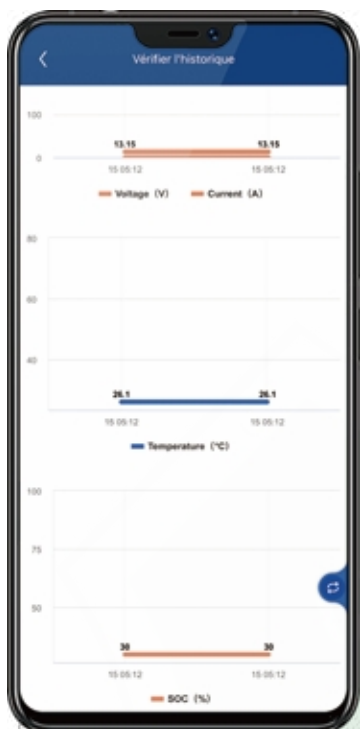 Vérifier l'historique
100
13.15 13.15
0
15 05:12 15 05:12
Voltage (V) Current (A)
80
60
40
26.1 26.1
15 05:12 15 05:12
Temperature (℃)
100
75
50
30 30
15 05:12 15 05:12
SOC (%)